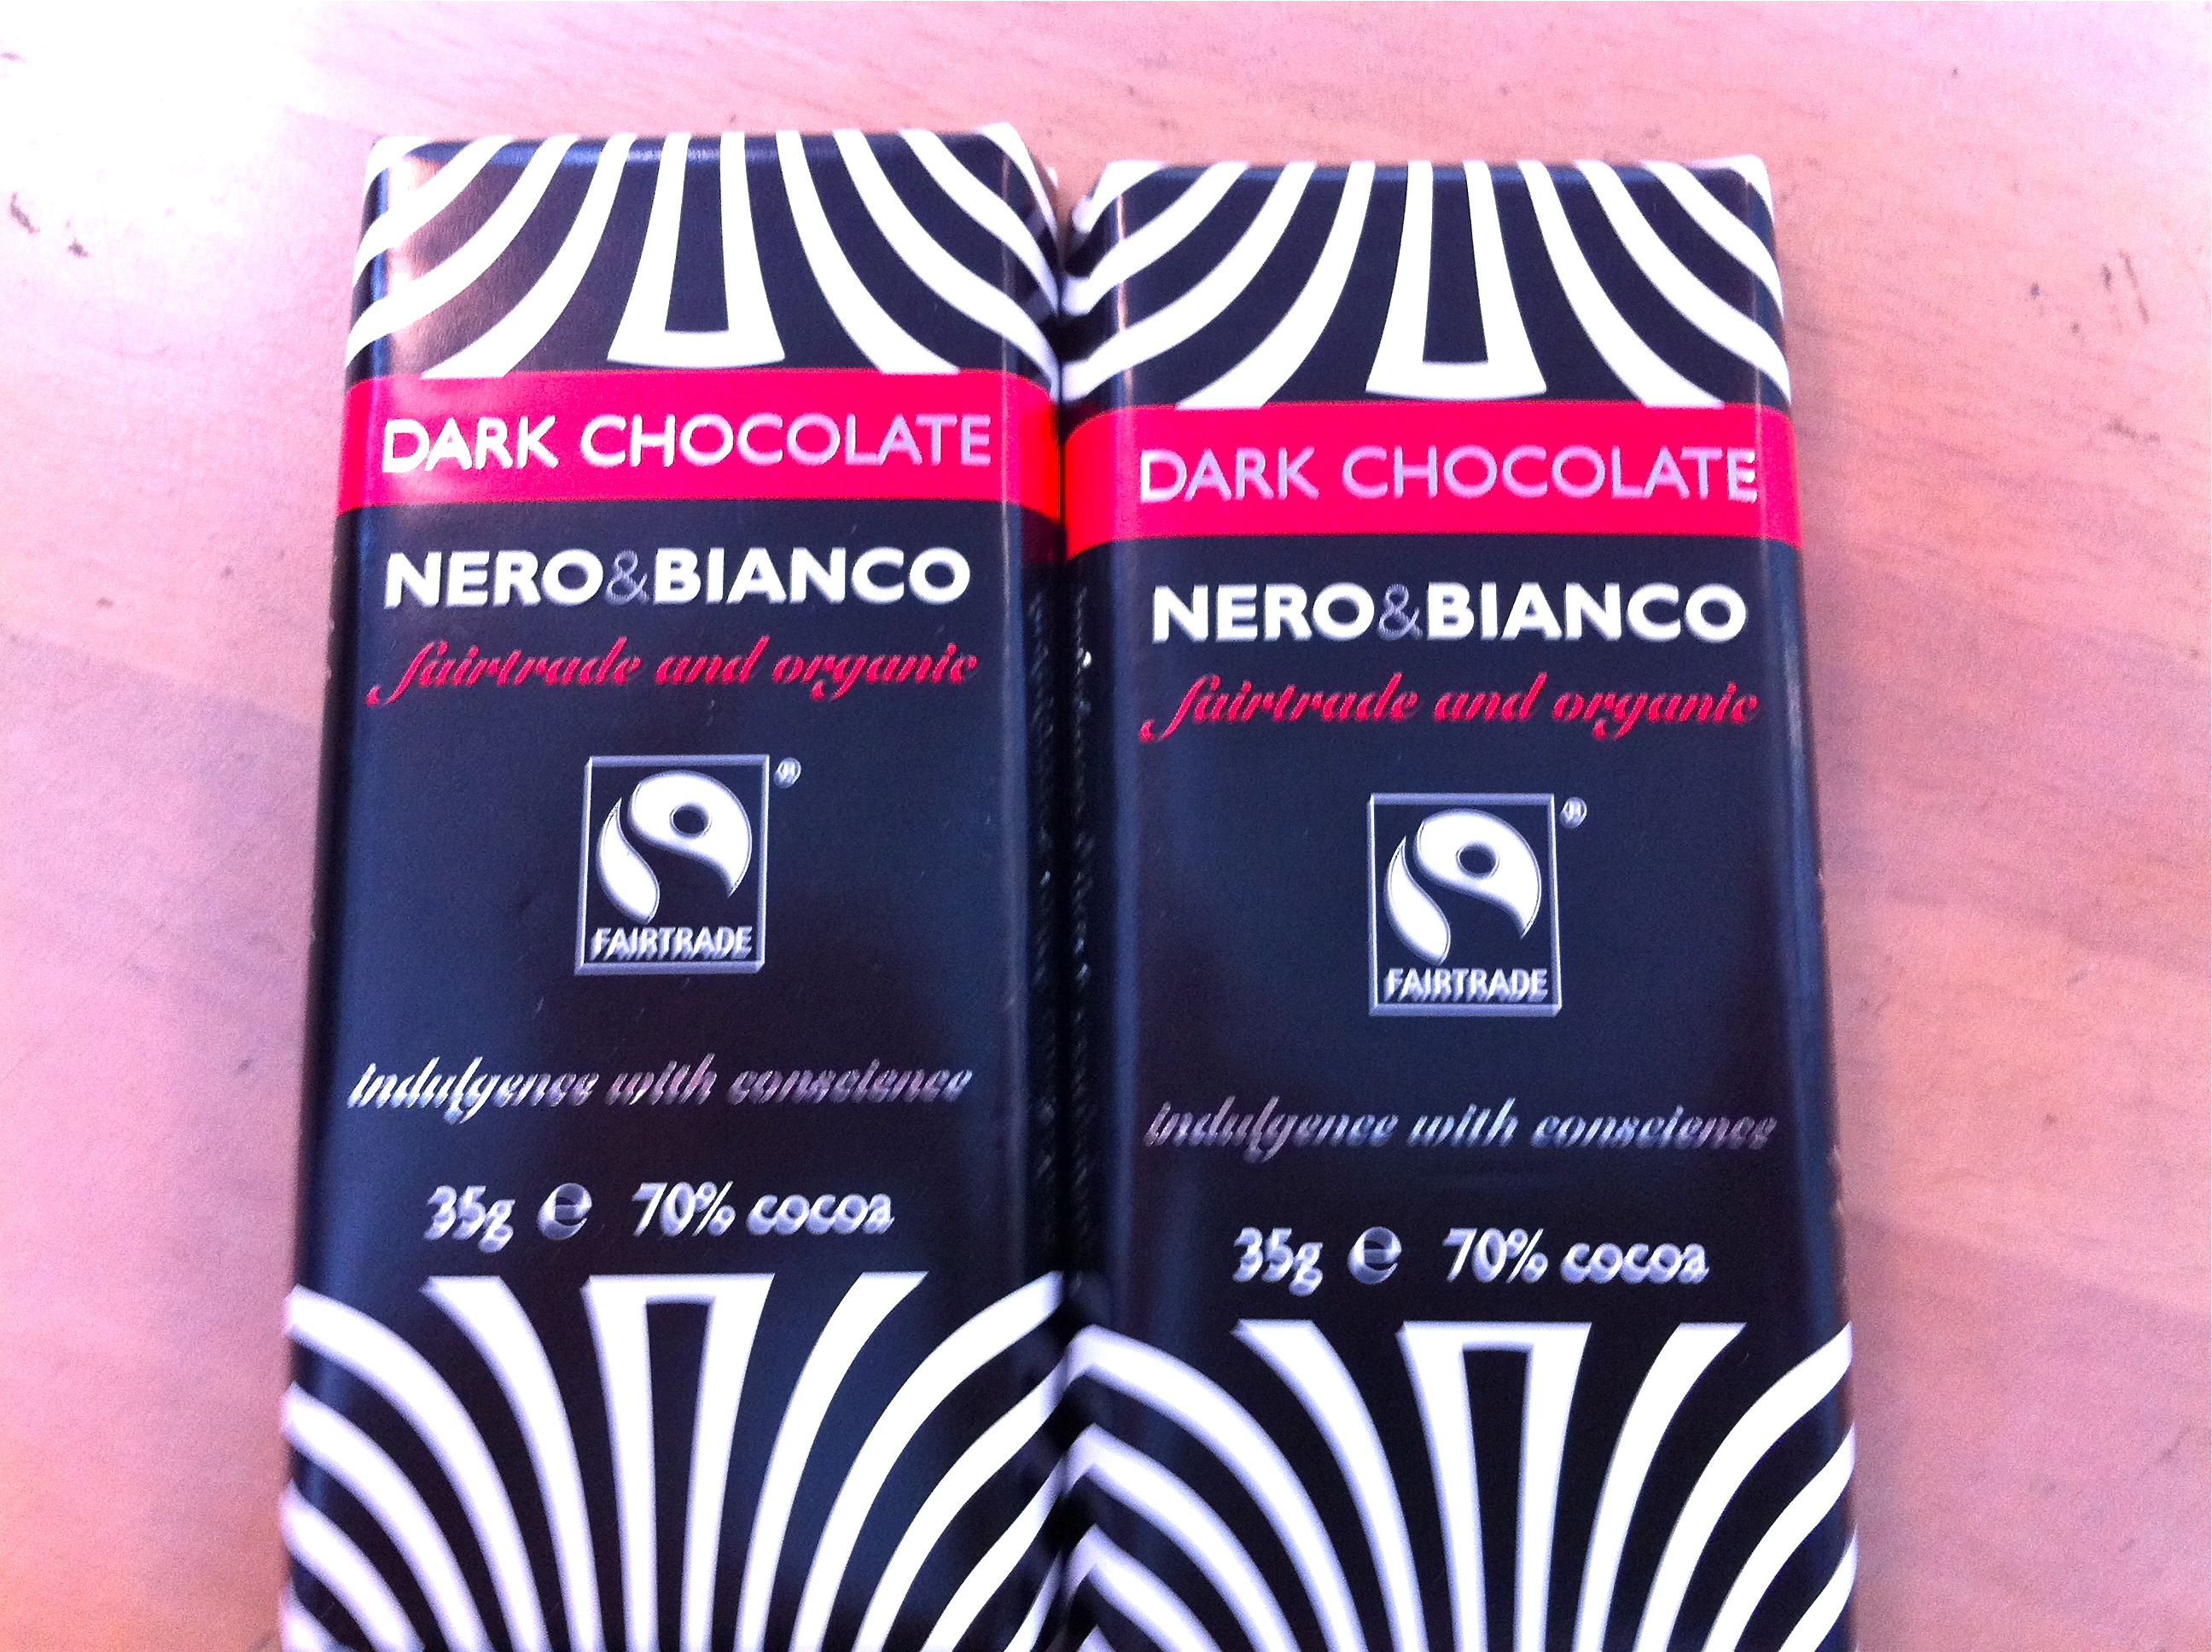 DARK CHOCOLATE
NERO&BIANCO
fairtrade and organic
®
FAIRTRADE
indulgence with conscience
35g e 70% cocoa
DARK CHOCOLATE
NERO&BIANCO
fairtrade and organic
®
FAIRTRADE
indulgence with conscience
35g e 70% cocoa